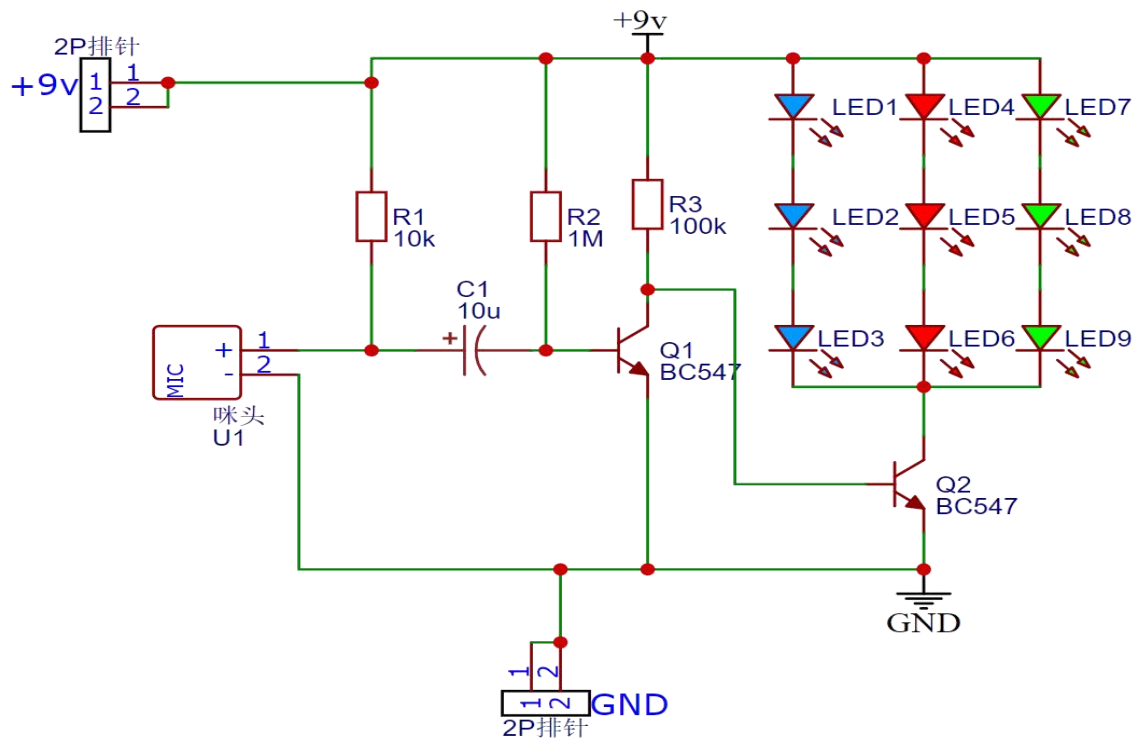 +9v
2P排针
+9v
1
1
2
2
LED1
LED4
LED7
R1
10k
R2
1M
R3
100k
LED2
LED5
LED8
C1
10u
+
MIC
+
-
1
2
咪头
U1
Q1
BC547
LED3
LED6
LED9
Q2
BC547
GND
1
2
1
2
GND
2P排针